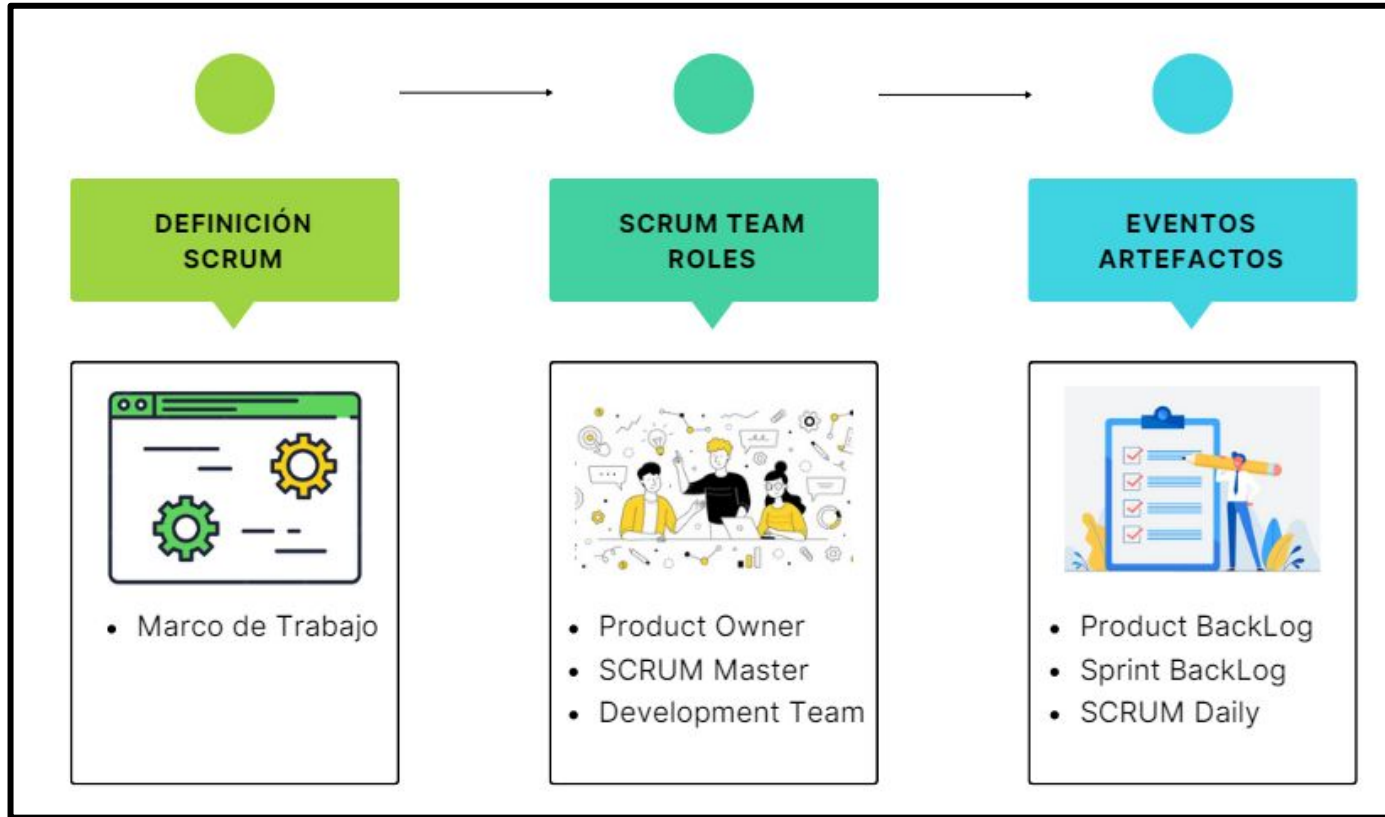 DEFINICIÓN
SCRUM
SCRUM TEAM
ROLES
EVENTOS
ARTEFACTOS
• Marco de Trabajo
• Product Owner
• SCRUM Master
• Development Team
• Product BackLog
• Sprint BackLog
• SCRUM Daily